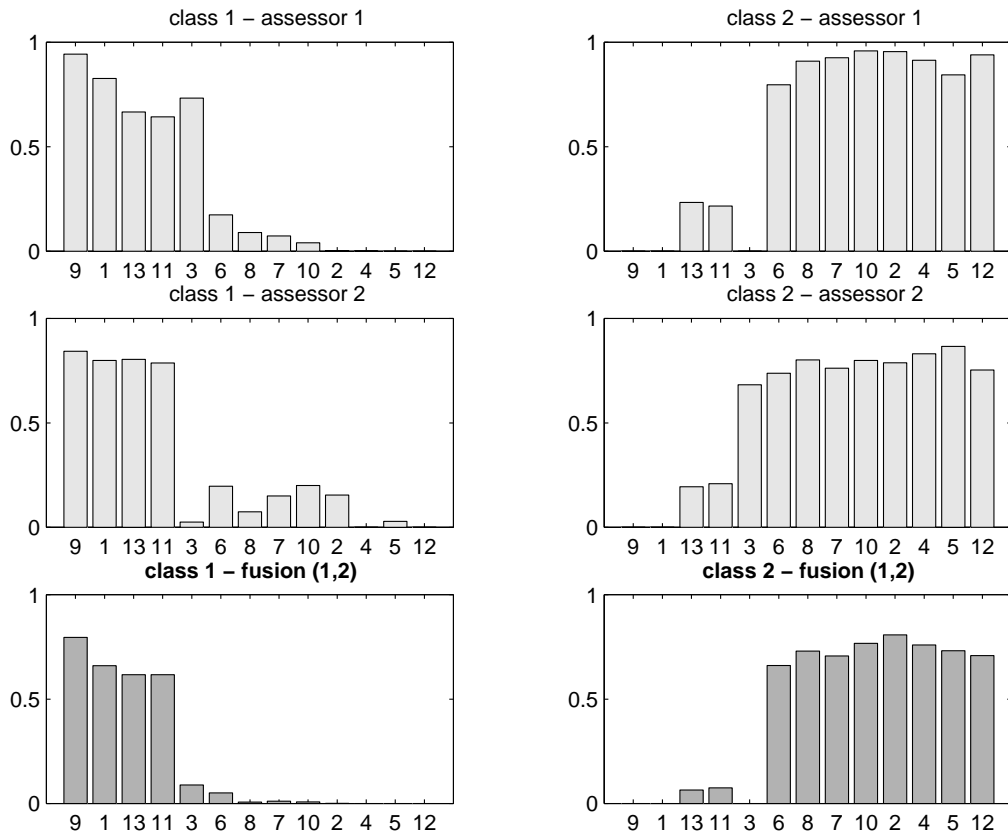 class 1 – assessor 1
1
0.5
0
9 1 13 11 3 6 8 7 10 2 4 5 12
class 2 – assessor 1
1
0.5
0
9 1 13 11 3 6 8 7 10 2 4 5 12
class 1 – assessor 2
1
0.5
0
9 1 13 11 3 6 8 7 10 2 4 5 12
class 2 – assessor 2
1
0.5
0
9 1 13 11 3 6 8 7 10 2 4 5 12
class 1 – fusion (1,2)
1
0.5
0
9 1 13 11 3 6 8 7 10 2 4 5 12
class 2 – fusion (1,2)
1
0.5
0
9 1 13 11 3 6 8 7 10 2 4 5 12